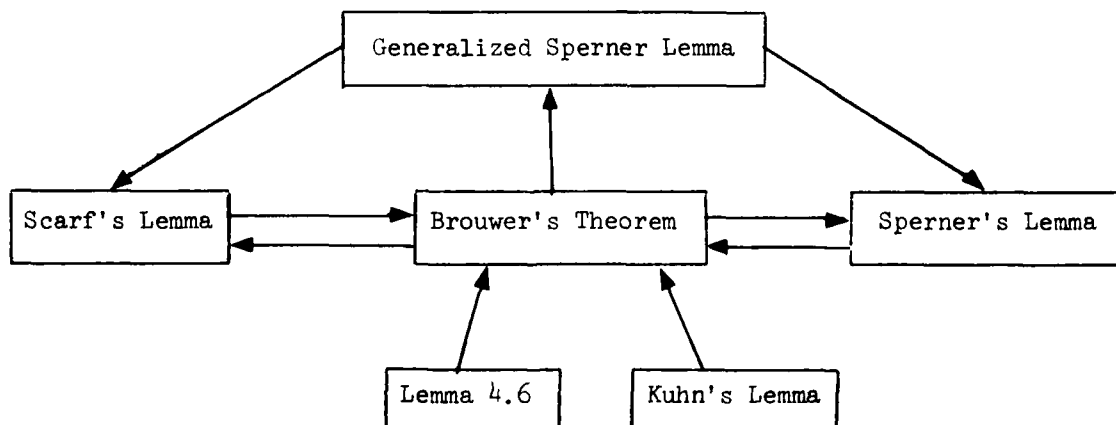 Generalized Sperner Lemma
Scarf's Lemma
Brouwer's Theorem
Sperner's Lemma
Lemma 4.6
Kuhn's Lemma